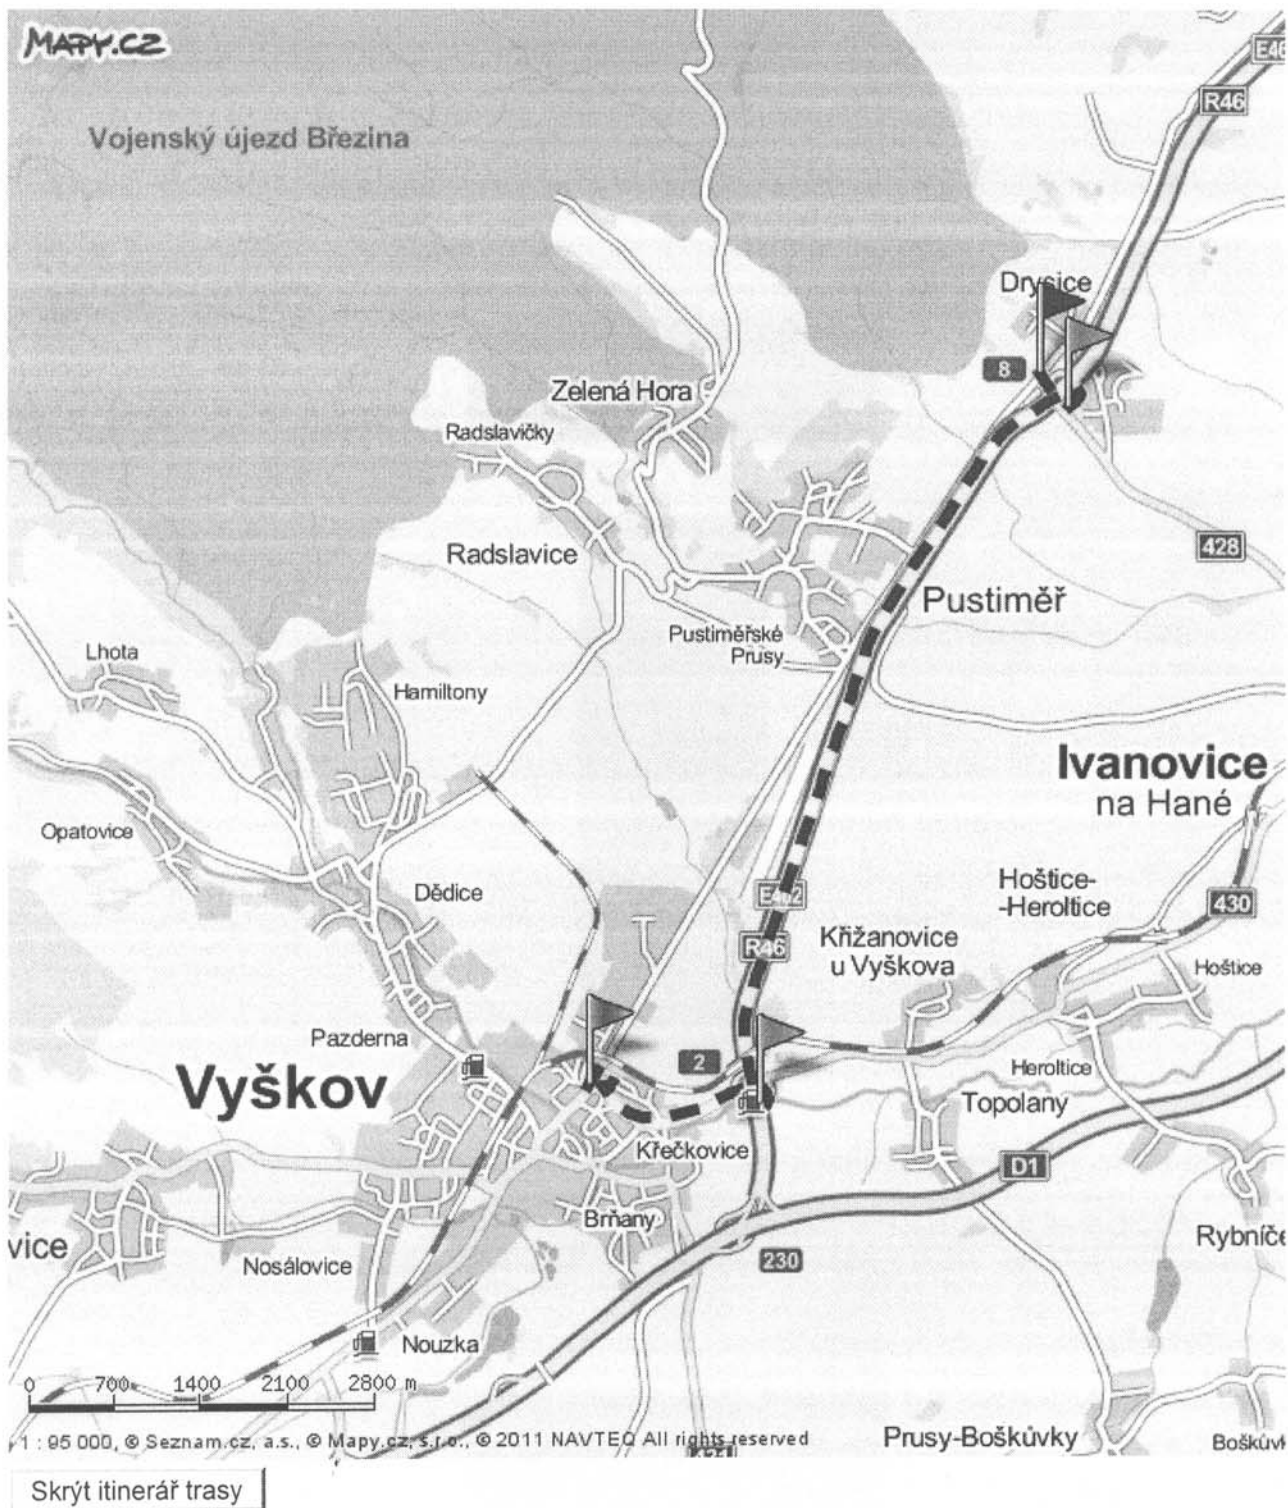 MAPY.CZ
E46
R46
Vojenský újezd Březina
Drysice
8
Zelená Hora
Radslavičky
428
Radslavice
Pustiměř
Pustiměřské
Prusy
Lhota
Hamiltony
Ivanovice
na Hané
Opatovice
Dědice
Hoštice-
-Heroltice
E462
430
R46
Křižanovice
u Vyškova
Hoštice
Pazderna
2
Vyškov
Heroltice
Topolany
Křečkovice
D1
Brňany
vice
Rybníče
Nosálovice
230
Nouzka
0 700 1400 2100 2800 m
1 : 95 000, © Seznam.cz, a.s., © Mapy.cz, s.r.o., © 2011 NAVTEQ All rights reserved
Prusy-Boškůvky
Boškůvk
Skrýt itinerář trasy